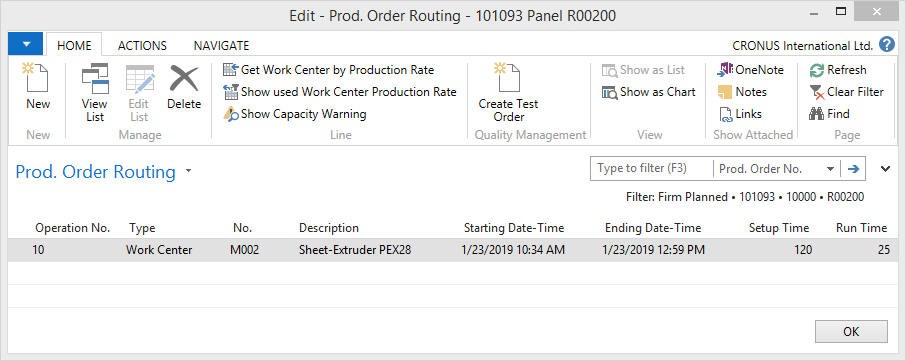 Edit - Prod. Order Routing - 101093 Panel R00200
HOME ACTIONS NAVIGATE CRONUS International Ltd. ?
New
View List
Edit List
Delete
Get Work Center by Production Rate
Show used Work Center Production Rate
Show Capacity Warning
Create Test Order
Show as List
Show as Chart
OneNote
Notes
Links
Refresh
Clear Filter
Find
New Manage Line Quality Management View Show Attached Page
Prod. Order Routing
Type to filter (F3) Prod. Order No.
Filter: Firm Planned • 101093 • 10000 • R00200
Operation No. Type No. Description Starting Date-Time Ending Date-Time Setup Time Run Time
10 Work Center M002 Sheet-Extruder PEX28 1/23/2019 10:34 AM 1/23/2019 12:59 PM 120 25
OK